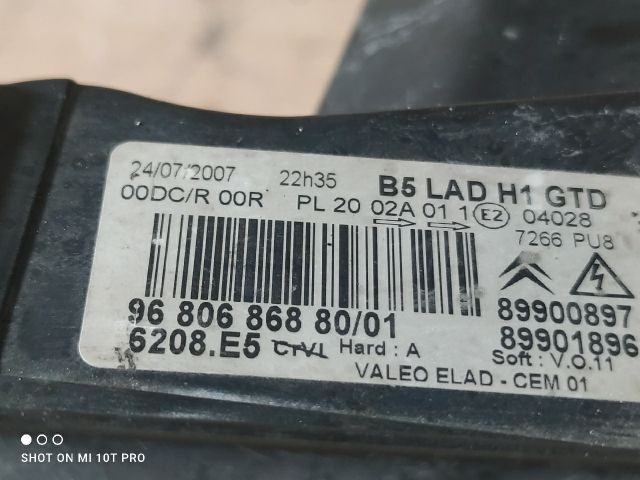 24/07/2007 22h35 B5 LAD H1 GTD
00DC/R 00R PL 20 02A 01 1 E2 04028
7266 PU8
96 806 868 80/01 89900897
6208.E5 CTVL Hard : A 89901896
Soft : V.0.11
VALEO ELAD - CEM 01
SHOT ON MI 10T PRO